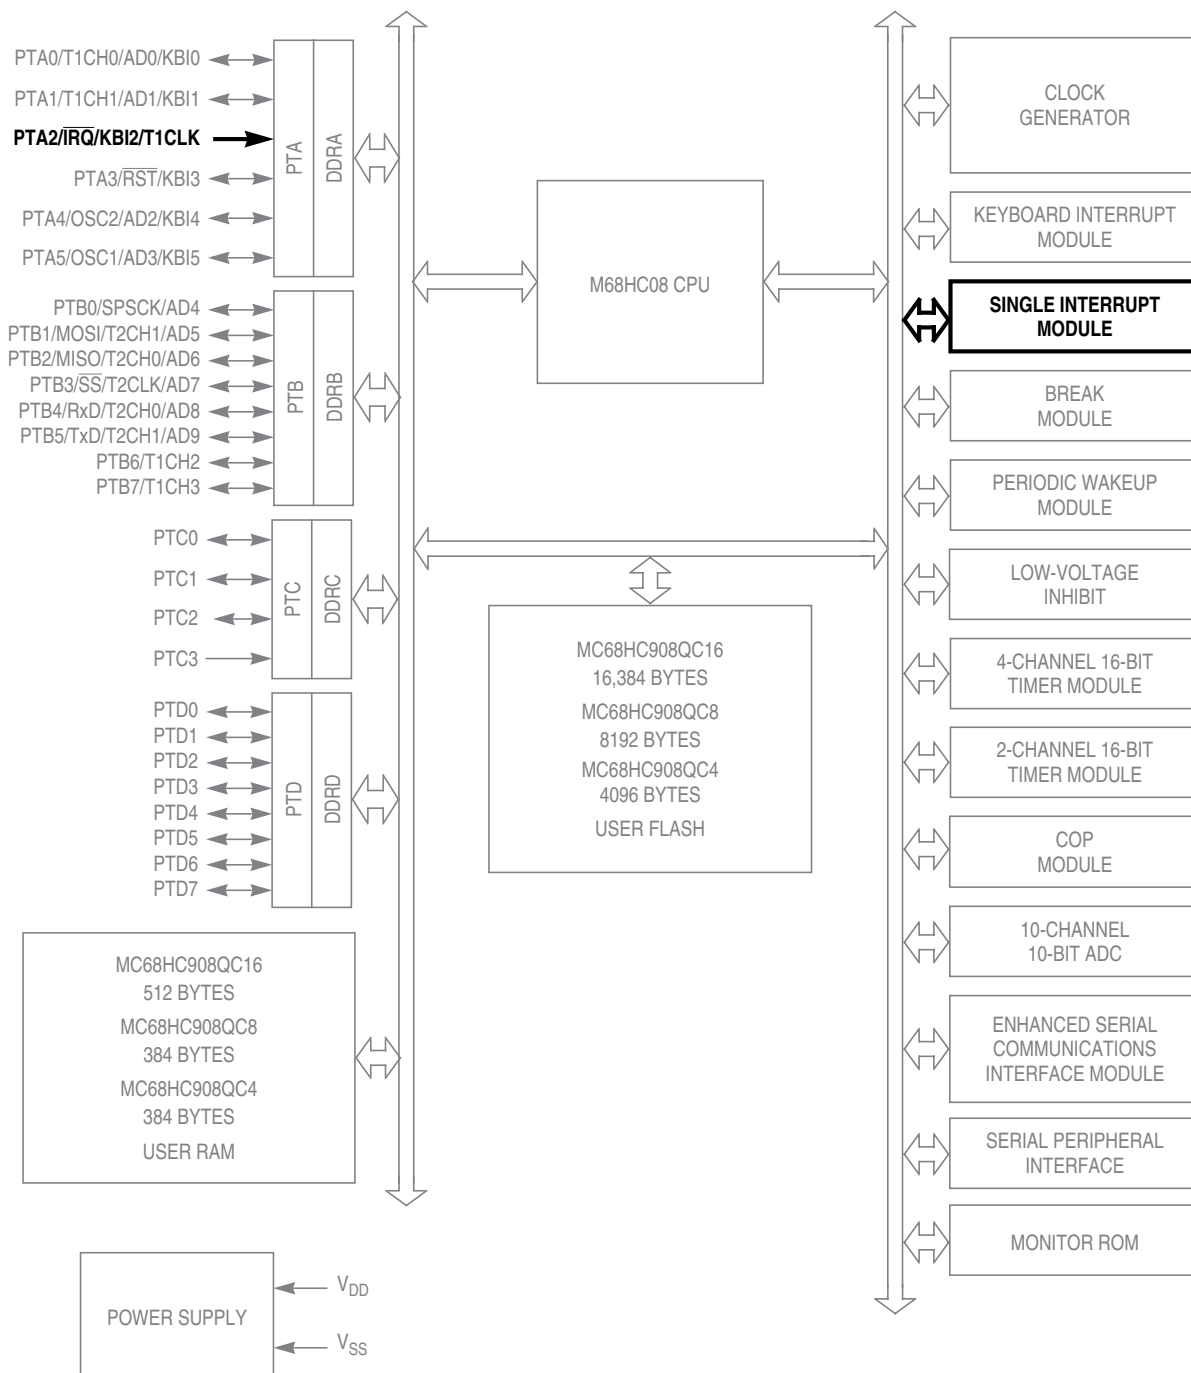 PTA0/T1CH0/AD0/KBI0
PTA1/T1CH1/AD1/KBI1
PTA2/IRQ/KBI2/T1CLK
PTA3/RST/KBI3
PTA4/OSC2/AD2/KBI4
PTA5/OSC1/AD3/KBI5
PTA
DDRA
PTB0/SPSCK/AD4
PTB1/MOSI/T2CH1/AD5
PTB2/MISO/T2CH0/AD6
PTB3/SS/T2CLK/AD7
PTB4/RxD/T2CH0/AD8
PTB5/TxD/T2CH1/AD9
PTB6/T1CH2
PTB7/T1CH3
PTB
DDRB
PTC0
PTC1
PTC2
PTC3
PTC
DDRC
PTD0
PTD1
PTD2
PTD3
PTD4
PTD5
PTD6
PTD7
PTD
DDRD
MC68HC908QC16
512 BYTES
MC68HC908QC8
384 BYTES
MC68HC908QC4
384 BYTES
USER RAM
POWER SUPPLY
VDD
VSS
M68HC08 CPU
MC68HC908QC16
16,384 BYTES
MC68HC908QC8
8192 BYTES
MC68HC908QC4
4096 BYTES
USER FLASH
CLOCK
GENERATOR
KEYBOARD INTERRUPT
MODULE
SINGLE INTERRUPT
MODULE
BREAK
MODULE
PERIODIC WAKEUP
MODULE
LOW-VOLTAGE
INHIBIT
4-CHANNEL 16-BIT
TIMER MODULE
2-CHANNEL 16-BIT
TIMER MODULE
COP
MODULE
10-CHANNEL
10-BIT ADC
ENHANCED SERIAL
COMMUNICATIONS
INTERFACE MODULE
SERIAL PERIPHERAL
INTERFACE
MONITOR ROM